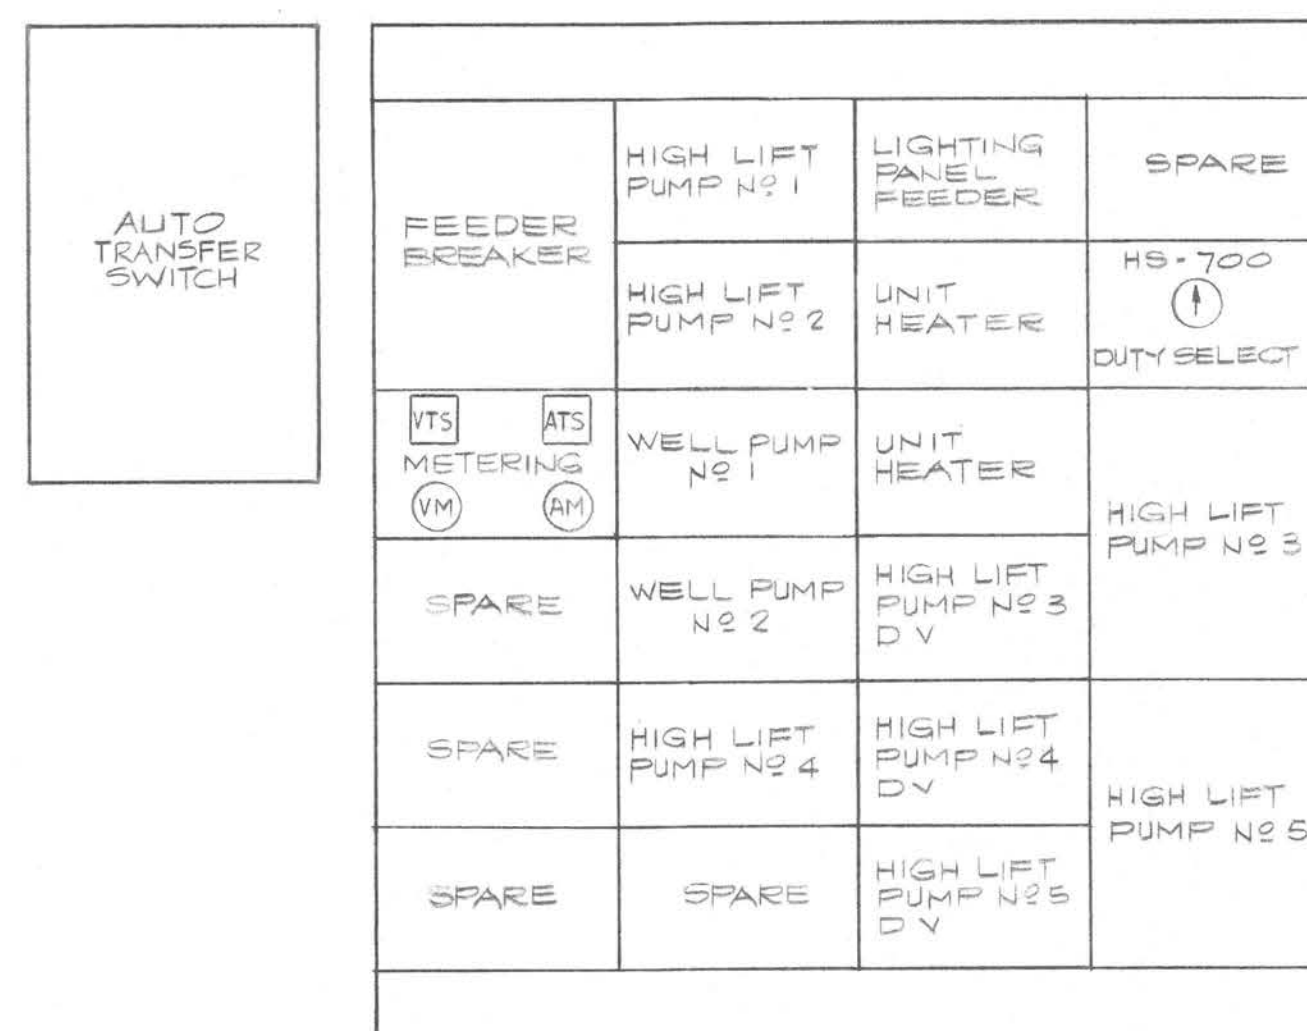 AUTO
TRANSFER
SWITCH
FEEDER
BREAKER
VTS
ATS
METERING
VM
AM
SPARE
SPARE
SPARE
HIGH LIFT
PUMP Nº 1
HIGH LIFT
PUMP Nº 2
WELL PUMP
Nº 1
WELL PUMP
Nº 2
HIGH LIFT
PUMP Nº 4
SPARE
LIGHTING
PANEL
FEEDER
UNIT
HEATER
UNIT
HEATER
HIGH LIFT
PUMP Nº 3
D V
HIGH LIFT
PUMP Nº 4
D V
HIGH LIFT
PUMP Nº 5
D V
SPARE
HS - 700
DUTY SELECT
HIGH LIFT
PUMP Nº 3
HIGH LIFT
PUMP Nº 5